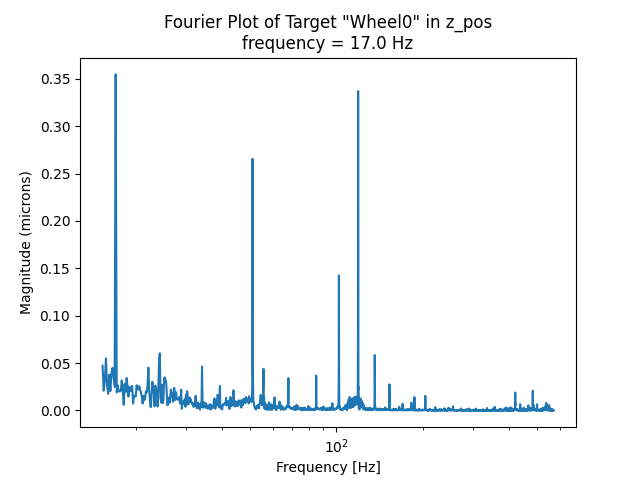 Fourier Plot of Target "Wheel0" in z_pos
frequency = 17.0 Hz
0.35
0.30
0.25
0.20
0.15
0.10
0.05
0.00
Magnitude (microns)
10²
Frequency [Hz]